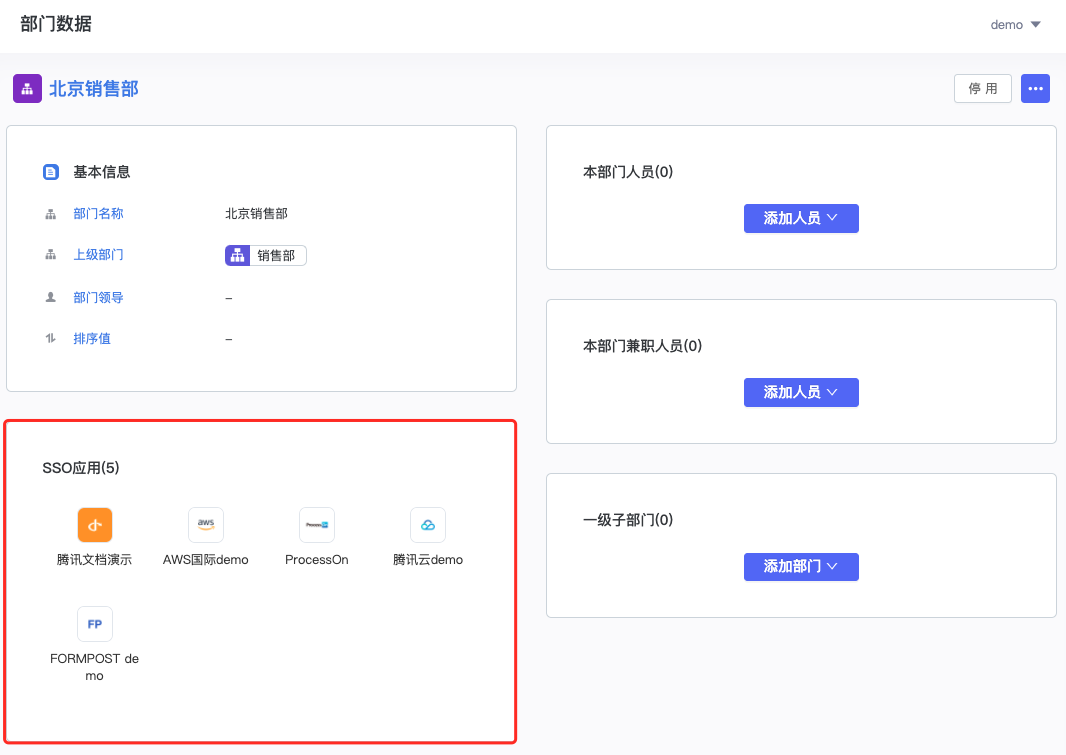 部门数据
demo
北京销售部
停 用
基本信息
部门名称
北京销售部
上级部门
销售部
部门领导
–
排序值
–
SSO应用(5)
腾讯文档演示
aws
AWS国际demo
ProcessOn
ProcessOn
腾讯云demo
FP
FORMPOST de
mo
本部门人员(0)
添加人员
本部门兼职人员(0)
添加人员
一级子部门(0)
添加部门